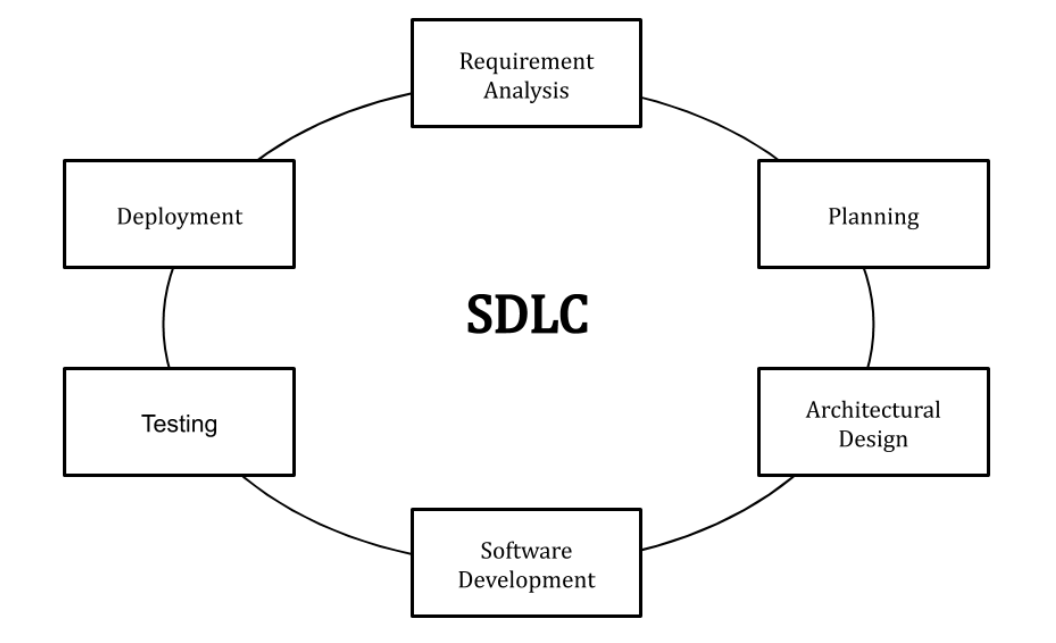 Requirement
Analysis
Deployment
Planning
SDLC
Testing
Architectural
Design
Software
Development